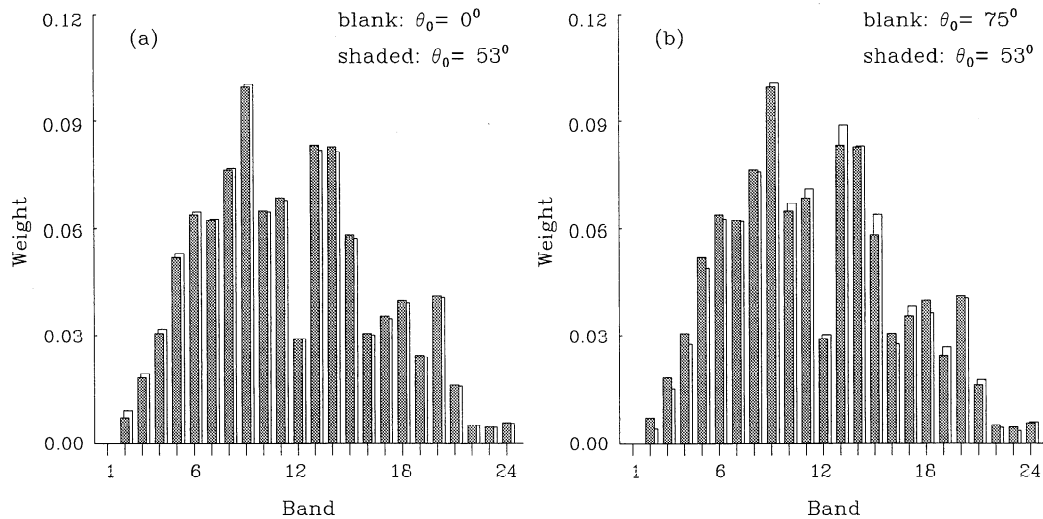 0.12
(a)
blank: θ₀= 0⁰
shaded: θ₀= 53⁰
0.09
0.06
0.03
0.00
Weight
1 6 12 18 24
Band
0.12
(b)
blank: θ₀= 75⁰
shaded: θ₀= 53⁰
0.09
0.06
0.03
0.00
Weight
1 6 12 18 24
Band